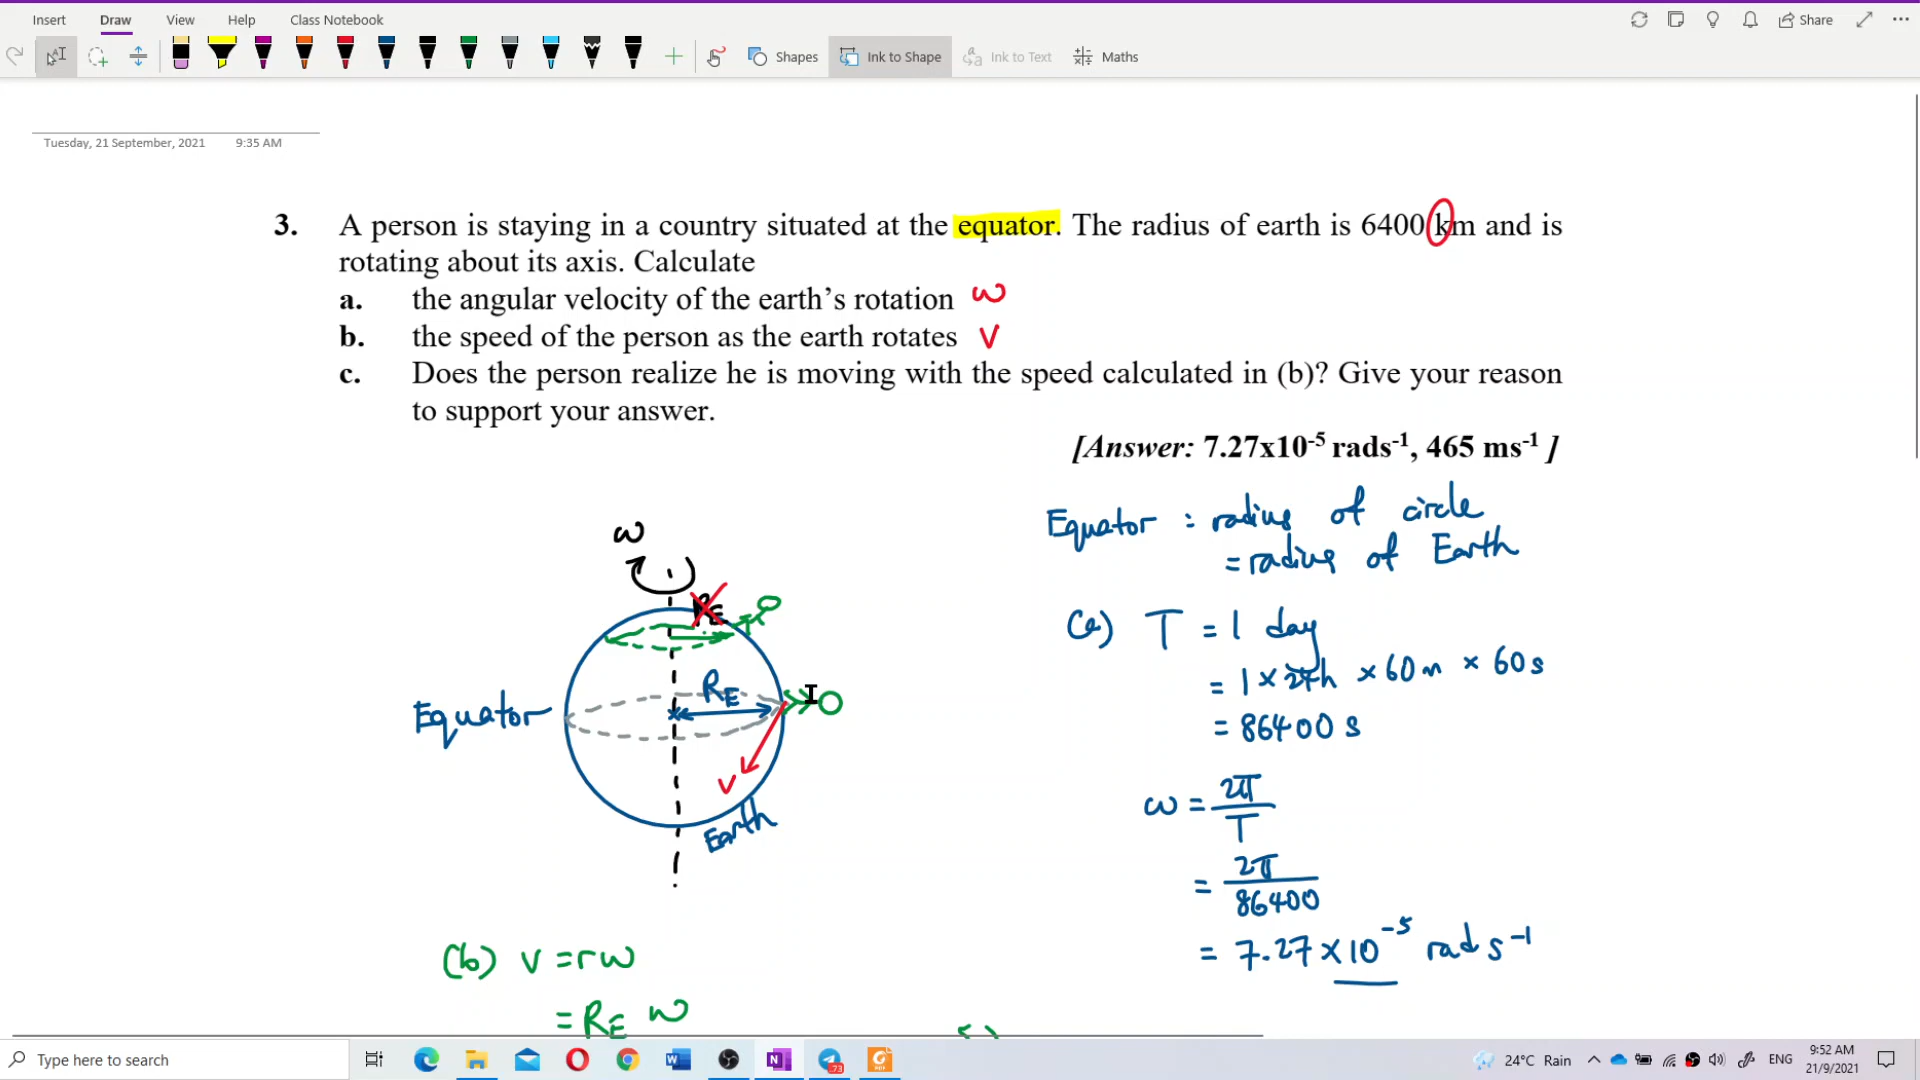 Insert Draw View Help Class Notebook Share
Shapes Ink to Shape Ink to Text Maths
Tuesday, 21 September, 2021 9:35 AM
3. A person is staying in a country situated at the equator. The radius of earth is 6400 km and is
rotating about its axis. Calculate
a. the angular velocity of the earth's rotation ω
b. the speed of the person as the earth rotates v
c. Does the person realize he is moving with the speed calculated in (b)? Give your reason
to support your answer.
[Answer: 7.27x10⁻⁵ rads⁻¹, 465 ms⁻¹ ]
Equator : radius of circle
= radius of Earth
ω
R_E
R_E
Equator
v
Earth
(a) T = 1 day
= 1 × 24h × 60m × 60s
= 86400 s
ω = 2π/T
= 2π/86400
= 7.27 × 10⁻⁵ rad s⁻¹
(b) v = rω
= R_E ω
Type here to search
.73
24°C Rain
ENG
9:52 AM
21/9/2021